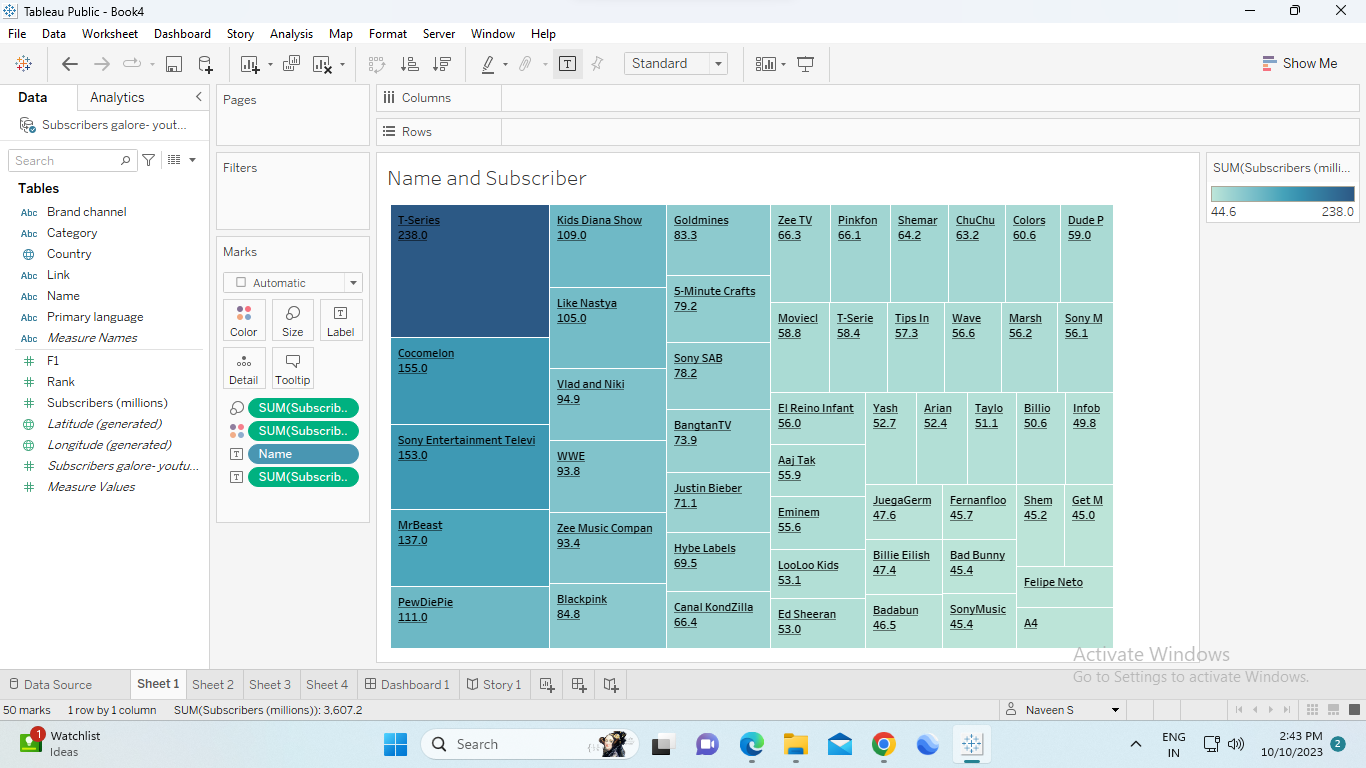 Tableau Public - Book4
File Data Worksheet Dashboard Story Analysis Map Format Server Window Help
Standard
Show Me
Data Analytics
Subscribers galore- yout...
Search
Tables
Abc Brand channel
Abc Category
Country
Abc Link
Abc Name
Abc Primary language
Abc Measure Names
# F1
# Rank
# Subscribers (millions)
Latitude (generated)
Longitude (generated)
# Subscribers galore- youtu...
# Measure Values
Pages
Filters
Marks
Automatic
Color Size Label
Detail Tooltip
SUM(Subscrib..
SUM(Subscrib..
Name
SUM(Subscrib..
Columns
Rows
Name and Subscriber
T-Series
238.0
Cocomelon
155.0
Sony Entertainment Televi
153.0
MrBeast
137.0
PewDiePie
111.0
Kids Diana Show
109.0
Like Nastya
105.0
Vlad and Niki
94.9
WWE
93.8
Zee Music Compan
93.4
Blackpink
84.8
Goldmines
83.3
5-Minute Crafts
79.2
Sony SAB
78.2
BangtanTV
73.9
Justin Bieber
71.1
Hybe Labels
69.5
Canal KondZilla
66.4
Zee TV
66.3
Pinkfon
66.1
Shemar
64.2
ChuChu
63.2
Colors
60.6
Dude P
59.0
Moviecl
58.8
T-Serie
58.4
Tips In
57.3
Wave
56.6
Marsh
56.2
Sony M
56.1
El Reino Infant
56.0
Aaj Tak
55.9
Eminem
55.6
LooLoo Kids
53.1
Ed Sheeran
53.0
Yash
52.7
Arian
52.4
Taylo
51.1
Billio
50.6
Infob
49.8
JuegaGerm
47.6
Billie Eilish
47.4
Badabun
46.5
Fernanfloo
45.7
Bad Bunny
45.4
SonyMusic
45.4
Shem
45.2
Get M
45.0
Felipe Neto
A4
SUM(Subscribers (milli...
44.6 238.0
Activate Windows
Go to Settings to activate Windows.
Data Source Sheet 1 Sheet 2 Sheet 3 Sheet 4 Dashboard 1 Story 1
50 marks 1 row by 1 column SUM(Subscribers (millions)): 3,607.2
Naveen S
1 Watchlist
Ideas
Search
ENG
IN
2:43 PM
10/10/2023
2